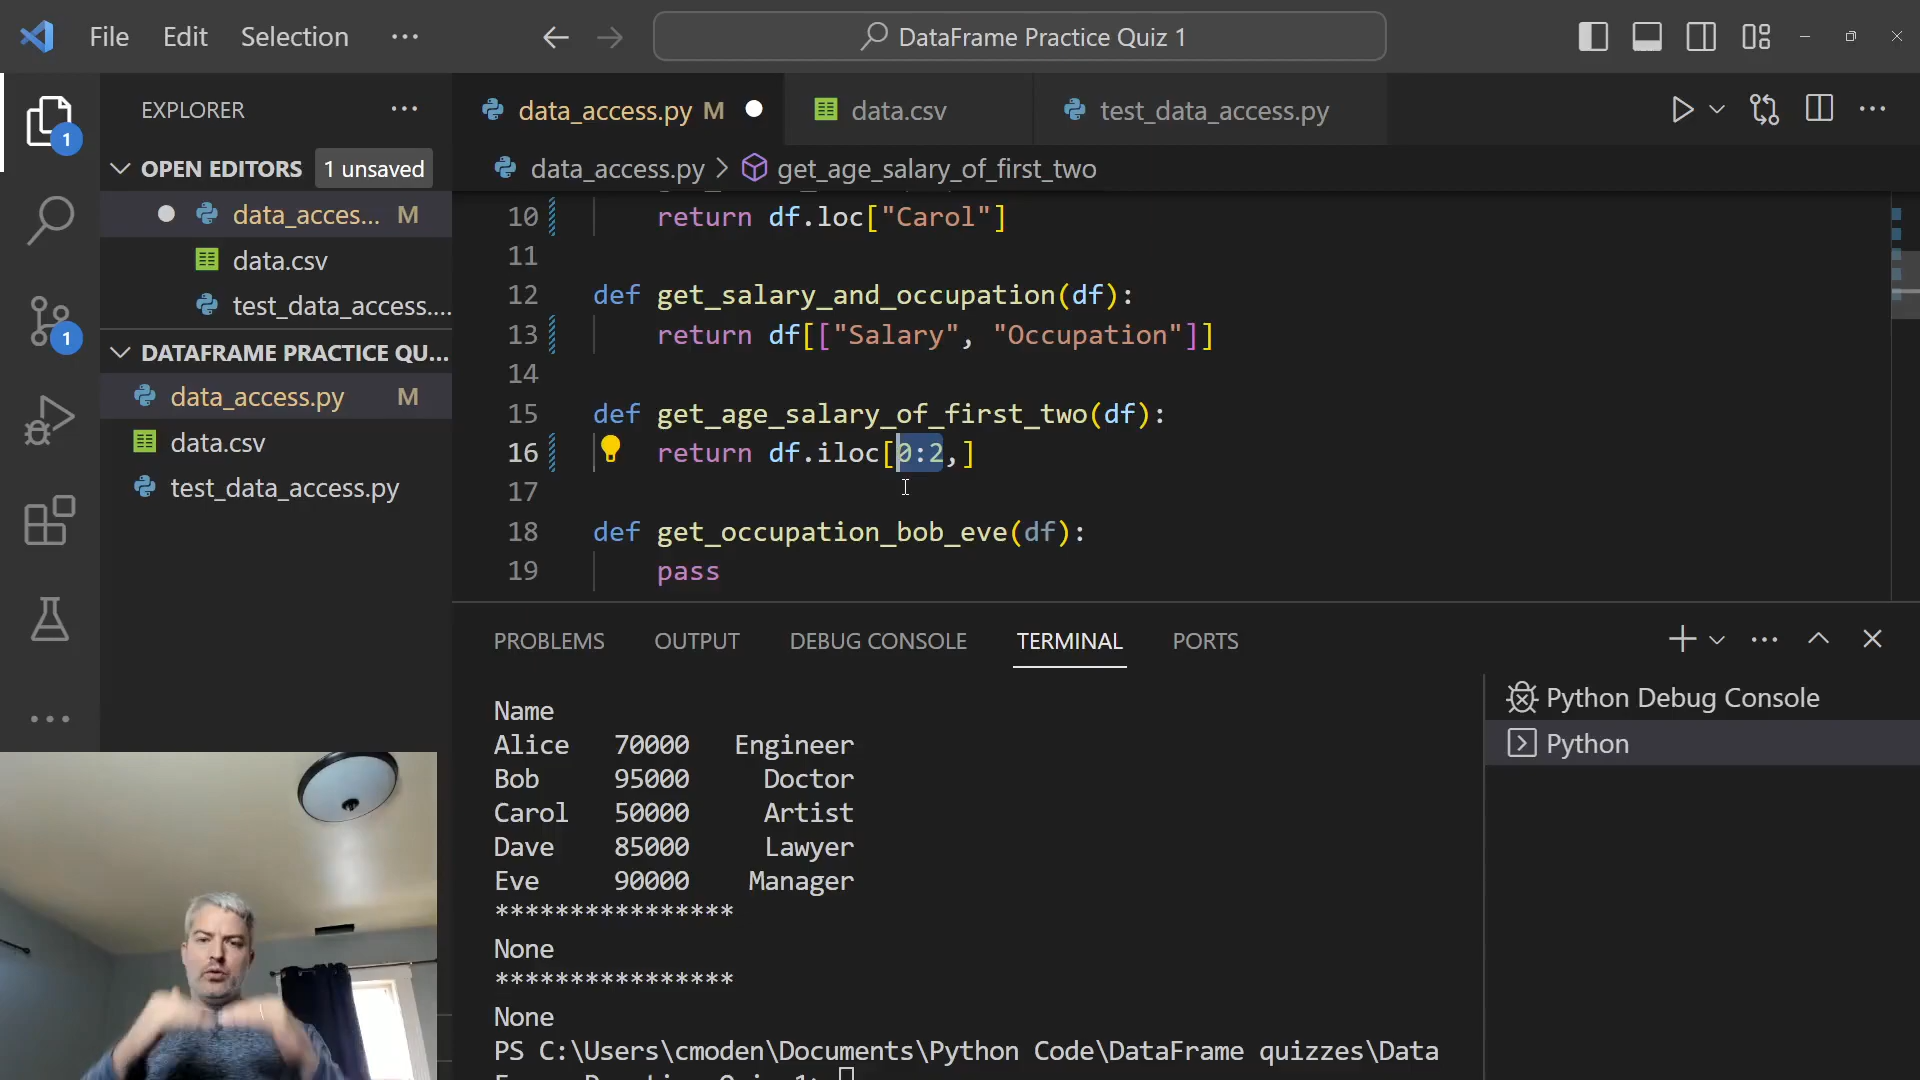 File Edit Selection ···
DataFrame Practice Quiz 1
EXPLORER
OPEN EDITORS 1 unsaved
data_acces... M
data.csv
test_data_access....
DATAFRAME PRACTICE QU...
data_access.py M
data.csv
test_data_access.py
1
1
data_access.py M
data.csv
test_data_access.py
data_access.py > get_age_salary_of_first_two
10 return df.loc["Carol"]
11
12 def get_salary_and_occupation(df):
13 return df[["Salary", "Occupation"]]
14
15 def get_age_salary_of_first_two(df):
16 return df.iloc[0:2,]
17
18 def get_occupation_bob_eve(df):
19 pass
PROBLEMS OUTPUT DEBUG CONSOLE TERMINAL PORTS
Name
Alice 70000 Engineer
Bob 95000 Doctor
Carol 50000 Artist
Dave 85000 Lawyer
Eve 90000 Manager
****************
None
****************
None
PS C:\Users\cmoden\Documents\Python Code\DataFrame quizzes\Data
Python Debug Console
Python